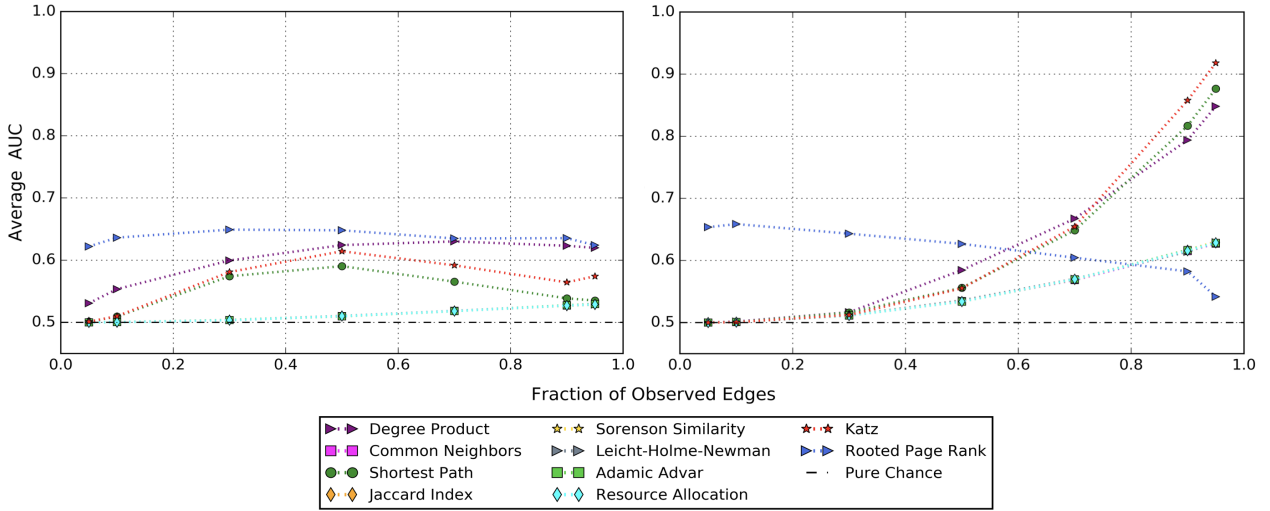 1.0
0.9
0.8
0.7
0.6
0.5
0.0 0.2 0.4 0.6 0.8 1.0
Average AUC
1.0
0.9
0.8
0.7
0.6
0.5
0.0 0.2 0.4 0.6 0.8 1.0
Fraction of Observed Edges
Degree Product Sorenson Similarity Katz
Common Neighbors Leicht-Holme-Newman Rooted Page Rank
Shortest Path Adamic Advar Pure Chance
Jaccard Index Resource Allocation